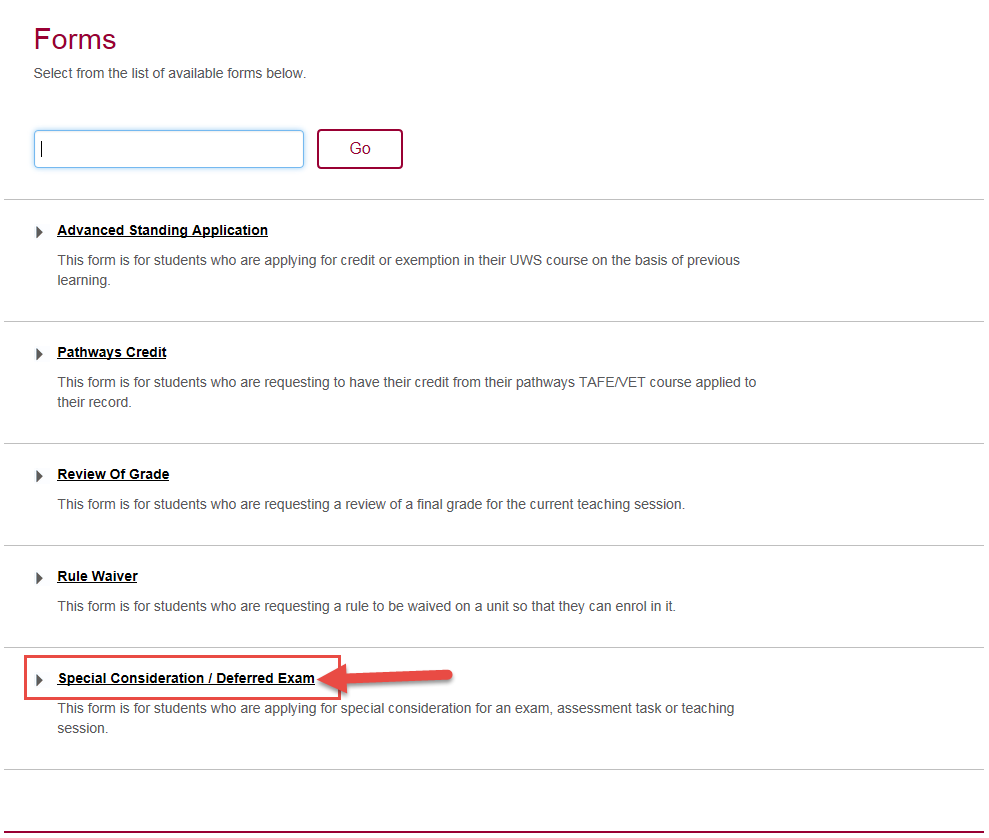 Forms
Select from the list of available forms below.
Go
Advanced Standing Application
This form is for students who are applying for credit or exemption in their UWS course on the basis of previous
learning.
Pathways Credit
This form is for students who are requesting to have their credit from their pathways TAFE/VET course applied to
their record.
Review Of Grade
This form is for students who are requesting a review of a final grade for the current teaching session.
Rule Waiver
This form is for students who are requesting a rule to be waived on a unit so that they can enrol in it.
Special Consideration / Deferred Exam
This form is for students who are applying for special consideration for an exam, assessment task or teaching
session.